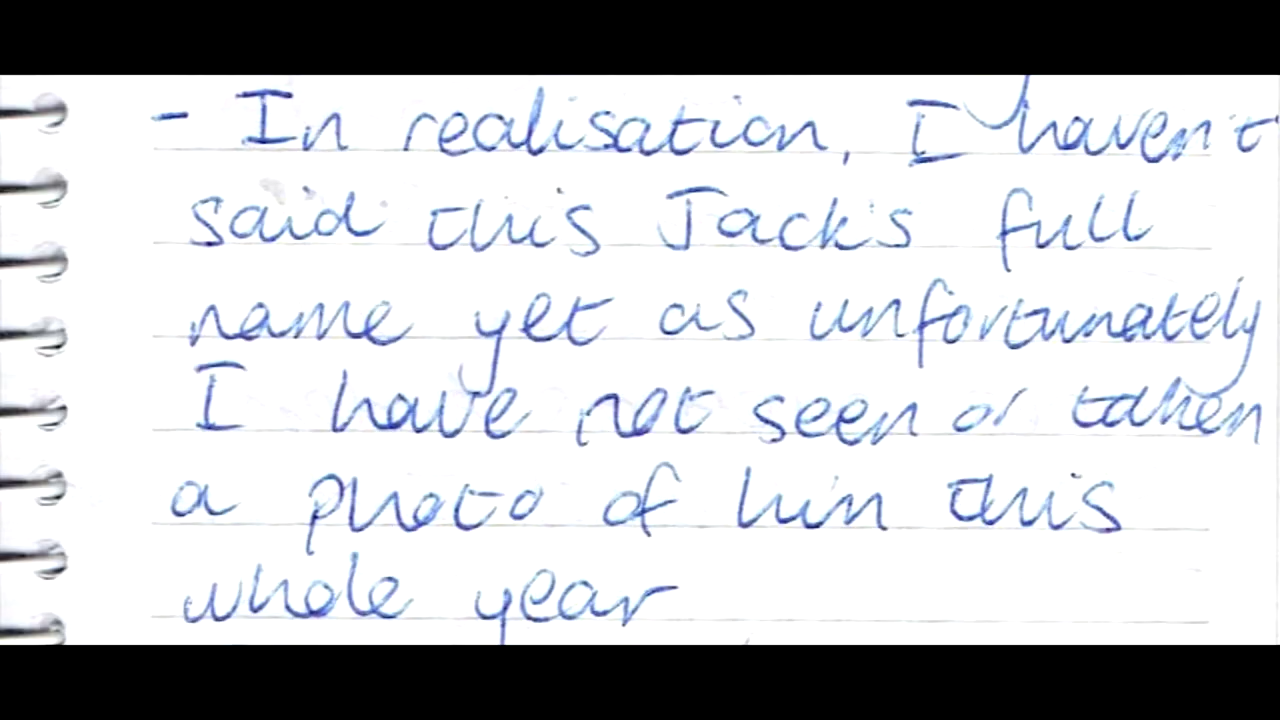 - In realisation, I haven't
said this Jack's full
name yet as unfortunately
I have not seen or taken
a photo of him this
whole year